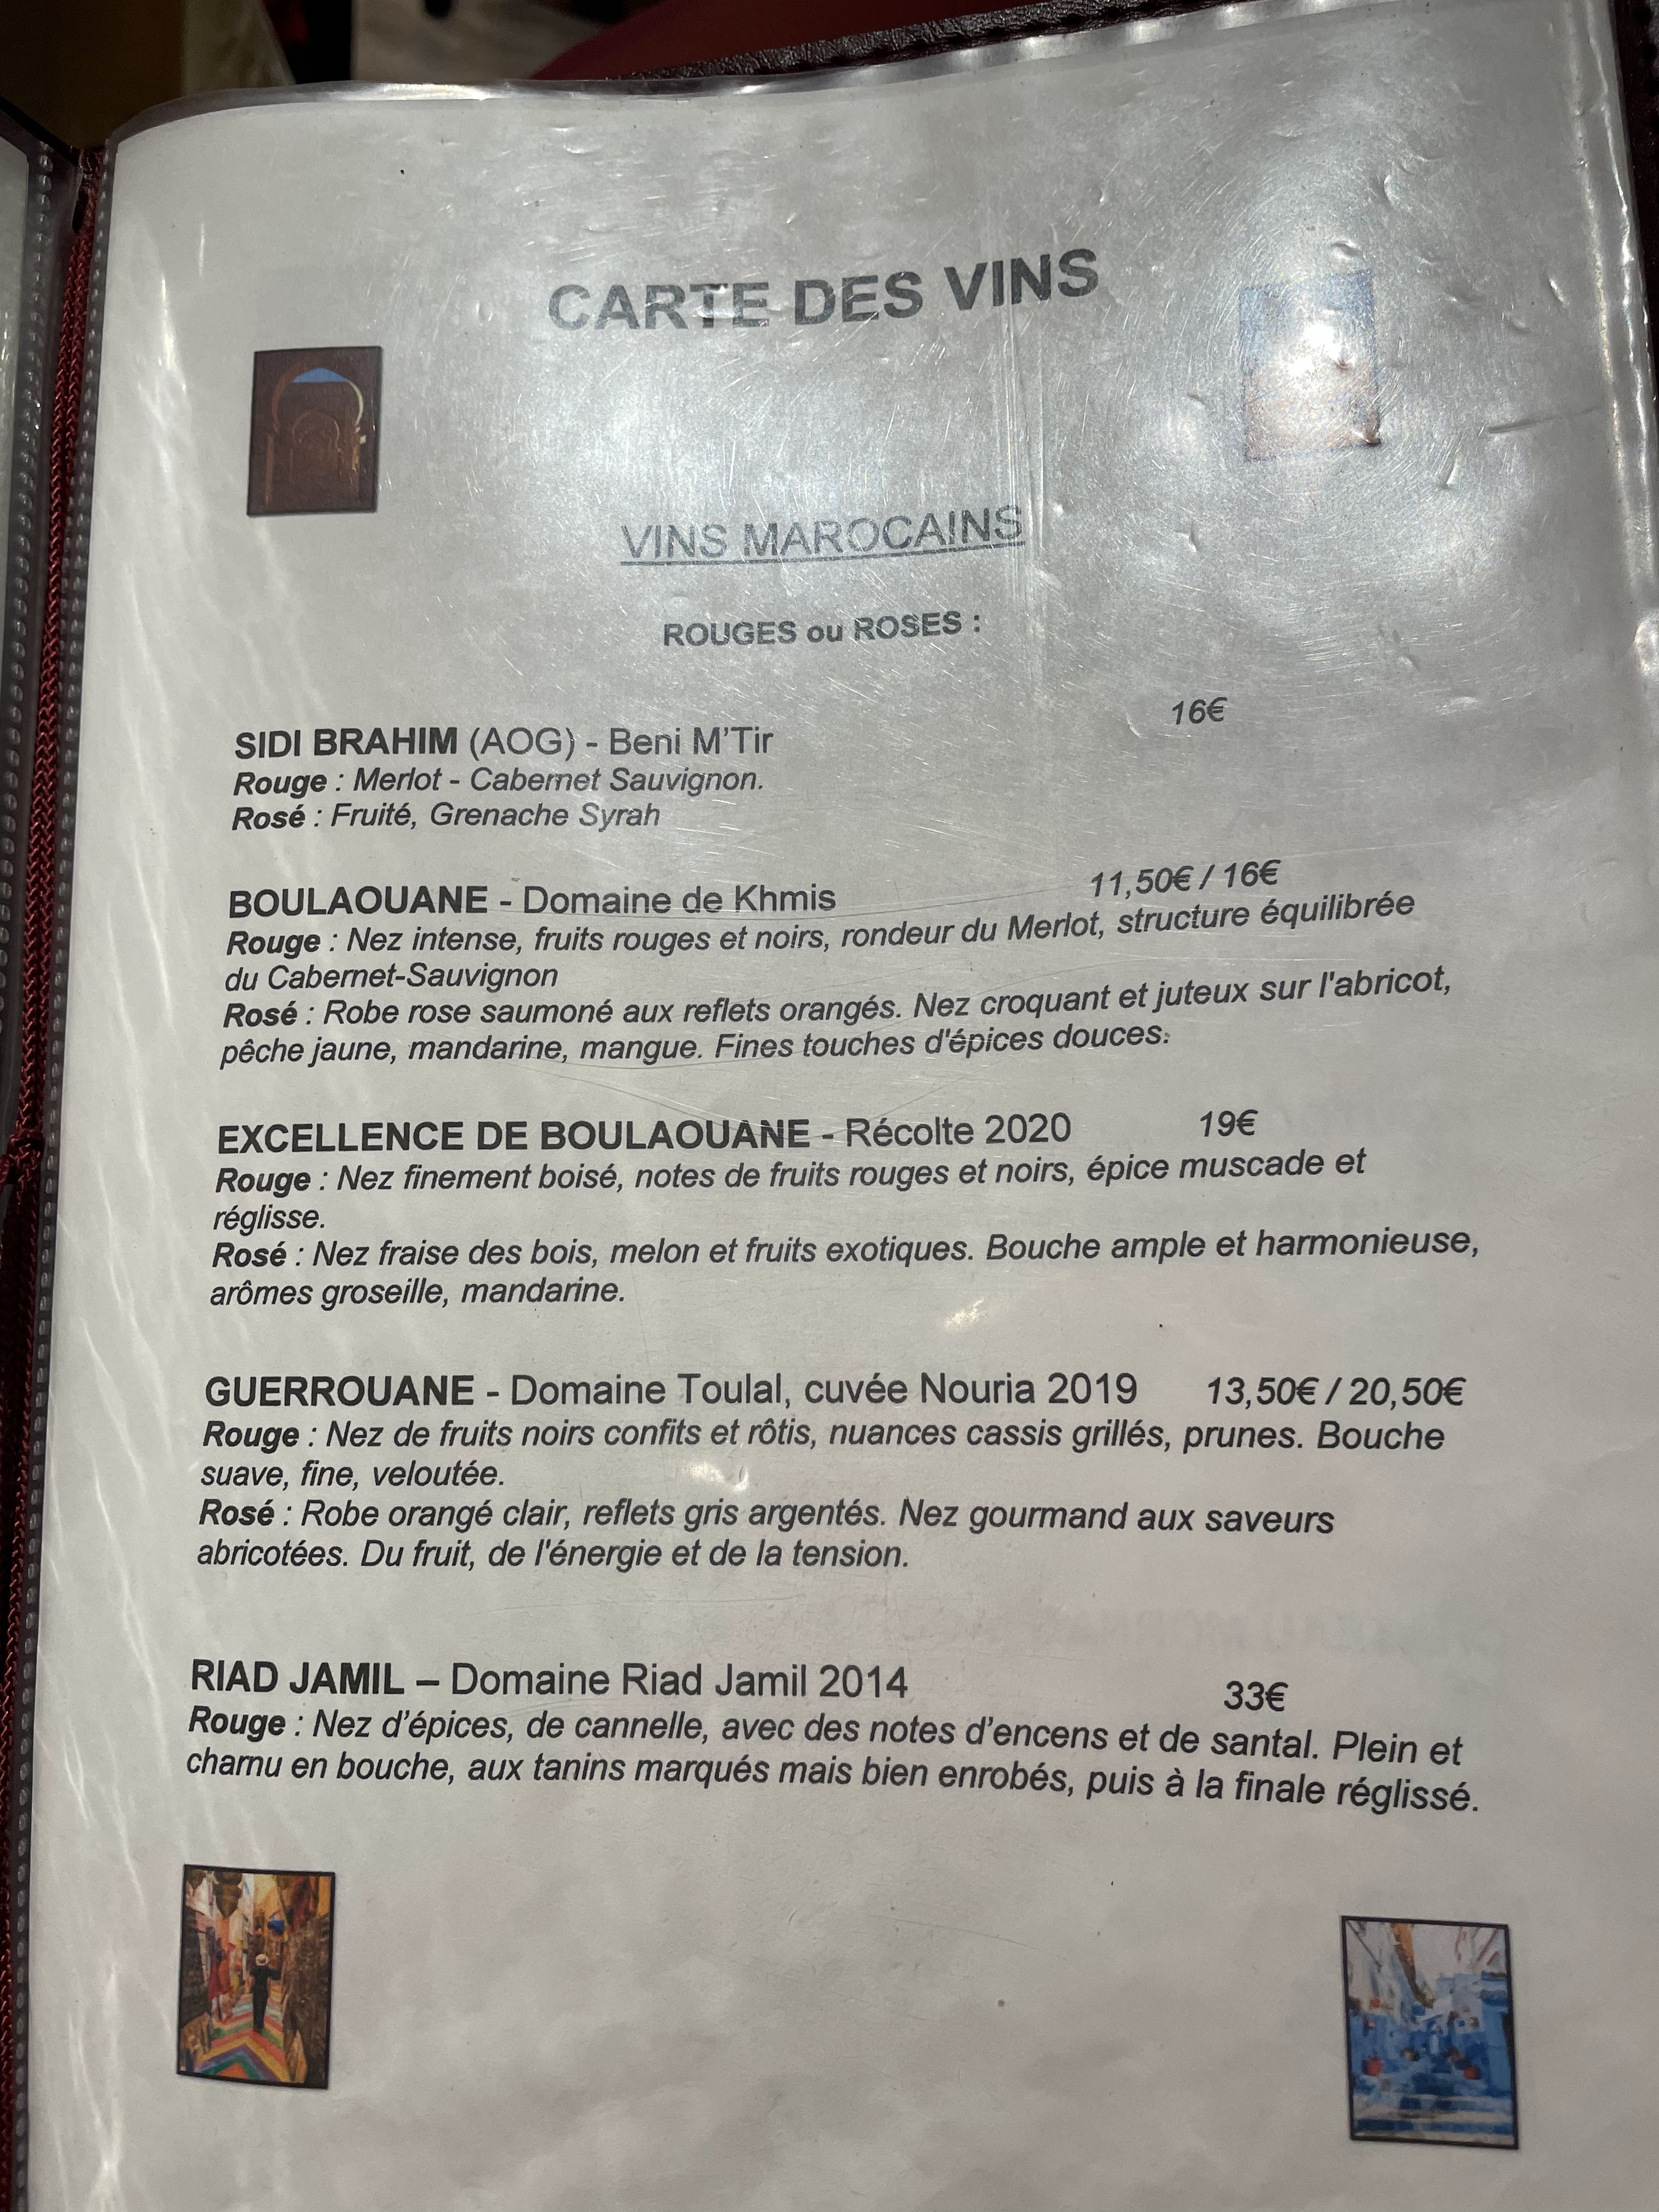 CARTE DES VINS
VINS MAROCAINS
ROUGES ou ROSES :
SIDI BRAHIM (AOG) - Beni M'Tir 16€
Rouge : Merlot - Cabernet Sauvignon.
Rosé : Fruité, Grenache Syrah
BOULAOUANE - Domaine de Khmis 11,50€ / 16€
Rouge : Nez intense, fruits rouges et noirs, rondeur du Merlot, structure équilibrée
du Cabernet-Sauvignon
Rosé : Robe rose saumoné aux reflets orangés. Nez croquant et juteux sur l'abricot,
pêche jaune, mandarine, mangue. Fines touches d'épices douces.
EXCELLENCE DE BOULAOUANE - Récolte 2020 19€
Rouge : Nez finement boisé, notes de fruits rouges et noirs, épice muscade et
réglisse.
Rosé : Nez fraise des bois, melon et fruits exotiques. Bouche ample et harmonieuse,
arômes groseille, mandarine.
GUERROUANE - Domaine Toulal, cuvée Nouria 2019 13,50€ / 20,50€
Rouge : Nez de fruits noirs confits et rôtis, nuances cassis grillés, prunes. Bouche
suave, fine, veloutée.
Rosé : Robe orangé clair, reflets gris argentés. Nez gourmand aux saveurs
abricotées. Du fruit, de l'énergie et de la tension.
RIAD JAMIL – Domaine Riad Jamil 2014 33€
Rouge : Nez d'épices, de cannelle, avec des notes d'encens et de santal. Plein et
charnu en bouche, aux tanins marqués mais bien enrobés, puis à la finale réglissé.